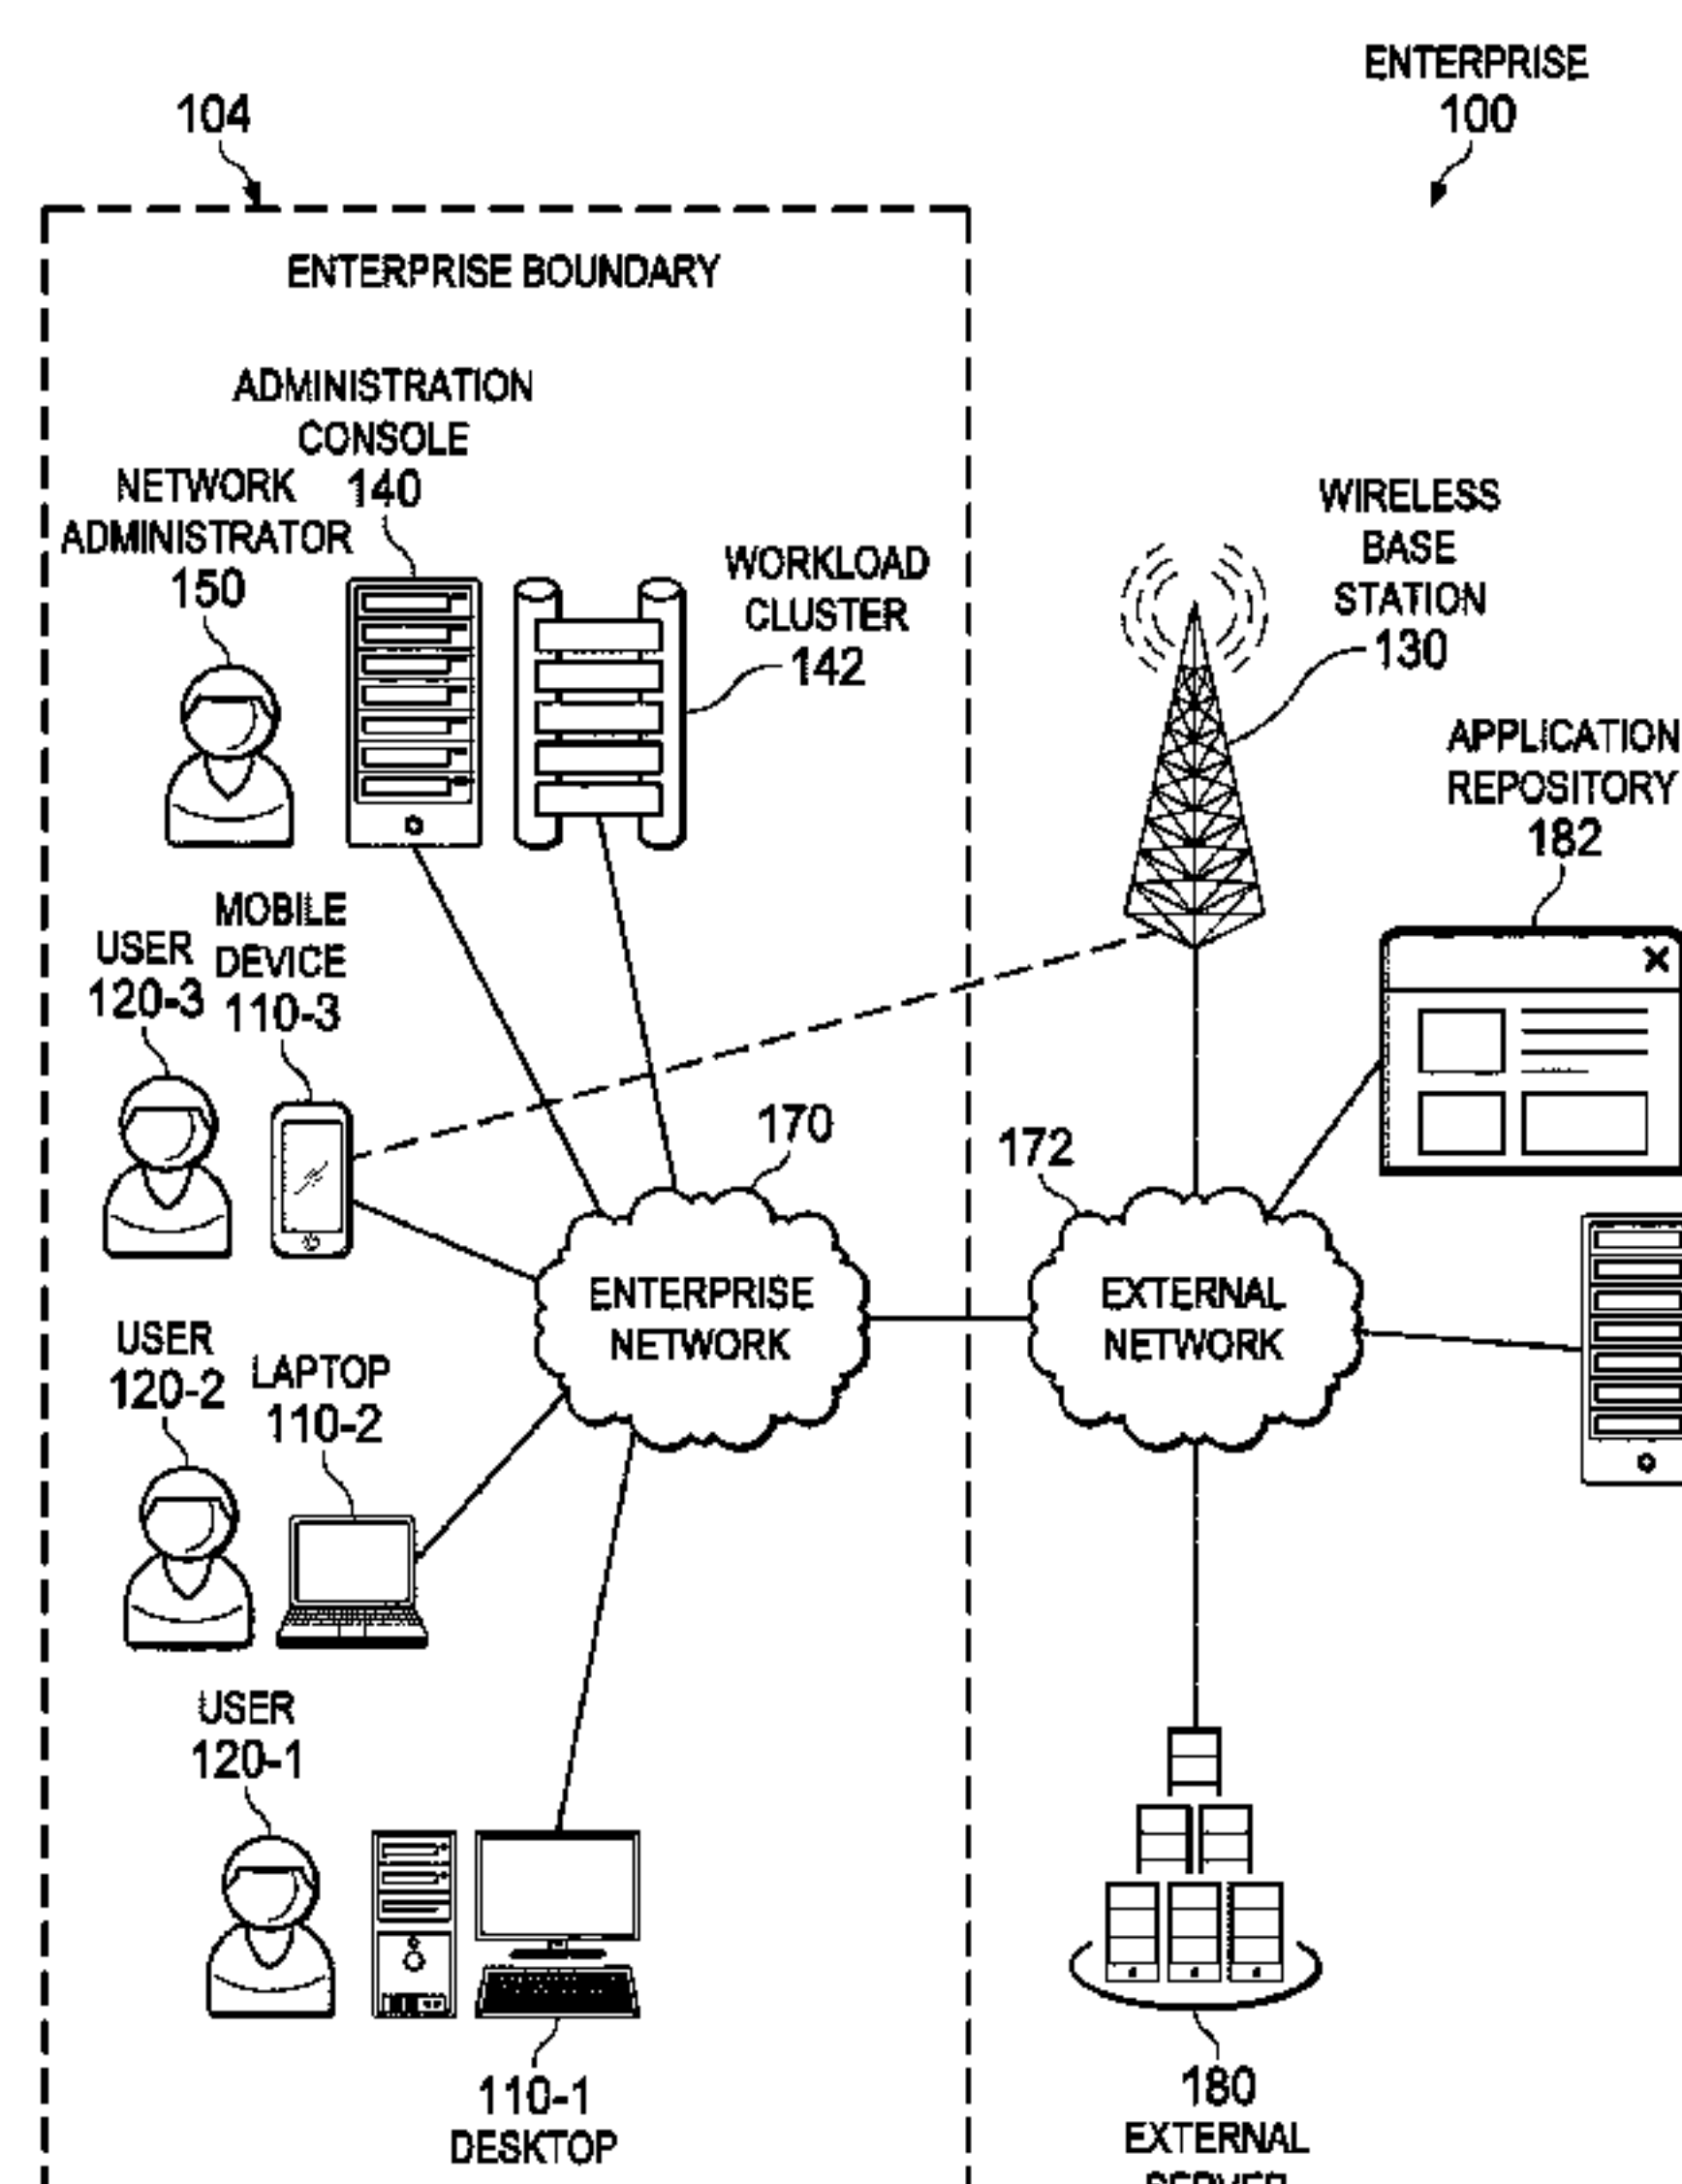 ENTERPRISE
100
104
ENTERPRISE BOUNDARY
ADMINISTRATION
CONSOLE
140
NETWORK
ADMINISTRATOR
150
WORKLOAD
CLUSTER
142
WIRELESS
BASE
STATION
130
APPLICATION
REPOSITORY
182
MOBILE
DEVICE
110-3
USER
120-3
170
172
ENTERPRISE
NETWORK
EXTERNAL
NETWORK
USER
120-2
LAPTOP
110-2
USER
120-1
110-1
DESKTOP
180
EXTERNAL
SERVER